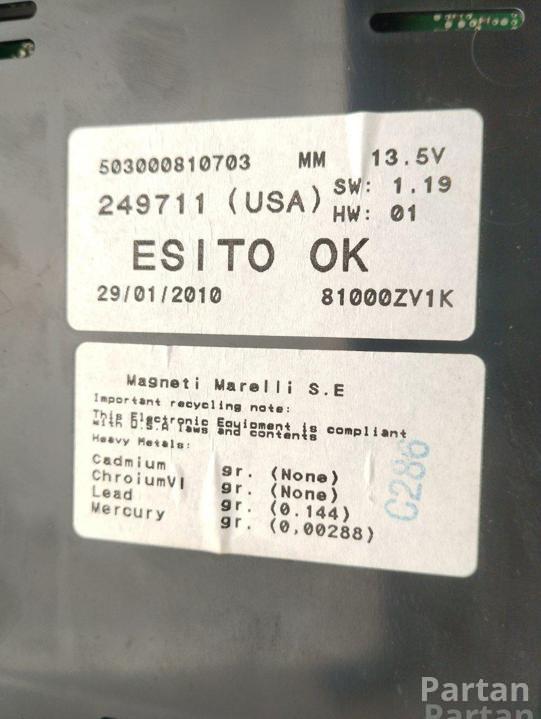 503000810703 MM 13.5V
249711 (USA) SW: 1.19
HW: 01
ESITO OK
29/01/2010 81000ZV1K
Magneti Marelli S.E
Important recycling note:
This Electronic Equipment is compliant
with U.S.A laws and contents
Heavy Metals:
Cadmium gr. (None)
ChroiumVI gr. (None)
Lead gr. (0.144)
Mercury gr. (0,00288)
C286
Partan
Partan